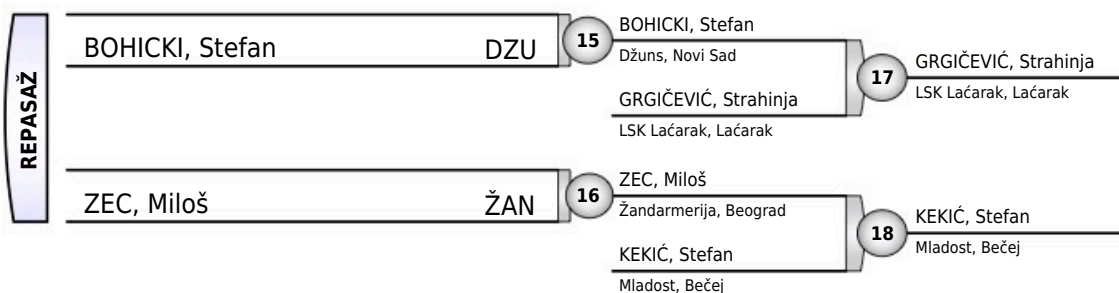 REPASAŽ
BOHICKI, Stefan DZU
15
BOHICKI, Stefan
Džuns, Novi Sad
GRGIČEVIĆ, Strahinja
LSK Laćarak, Laćarak
17
GRGIČEVIĆ, Strahinja
LSK Laćarak, Laćarak
ZEC, Miloš ŽAN
16
ZEC, Miloš
Žandarmerija, Beograd
KEKIĆ, Stefan
Mladost, Bečej
18
KEKIĆ, Stefan
Mladost, Bečej